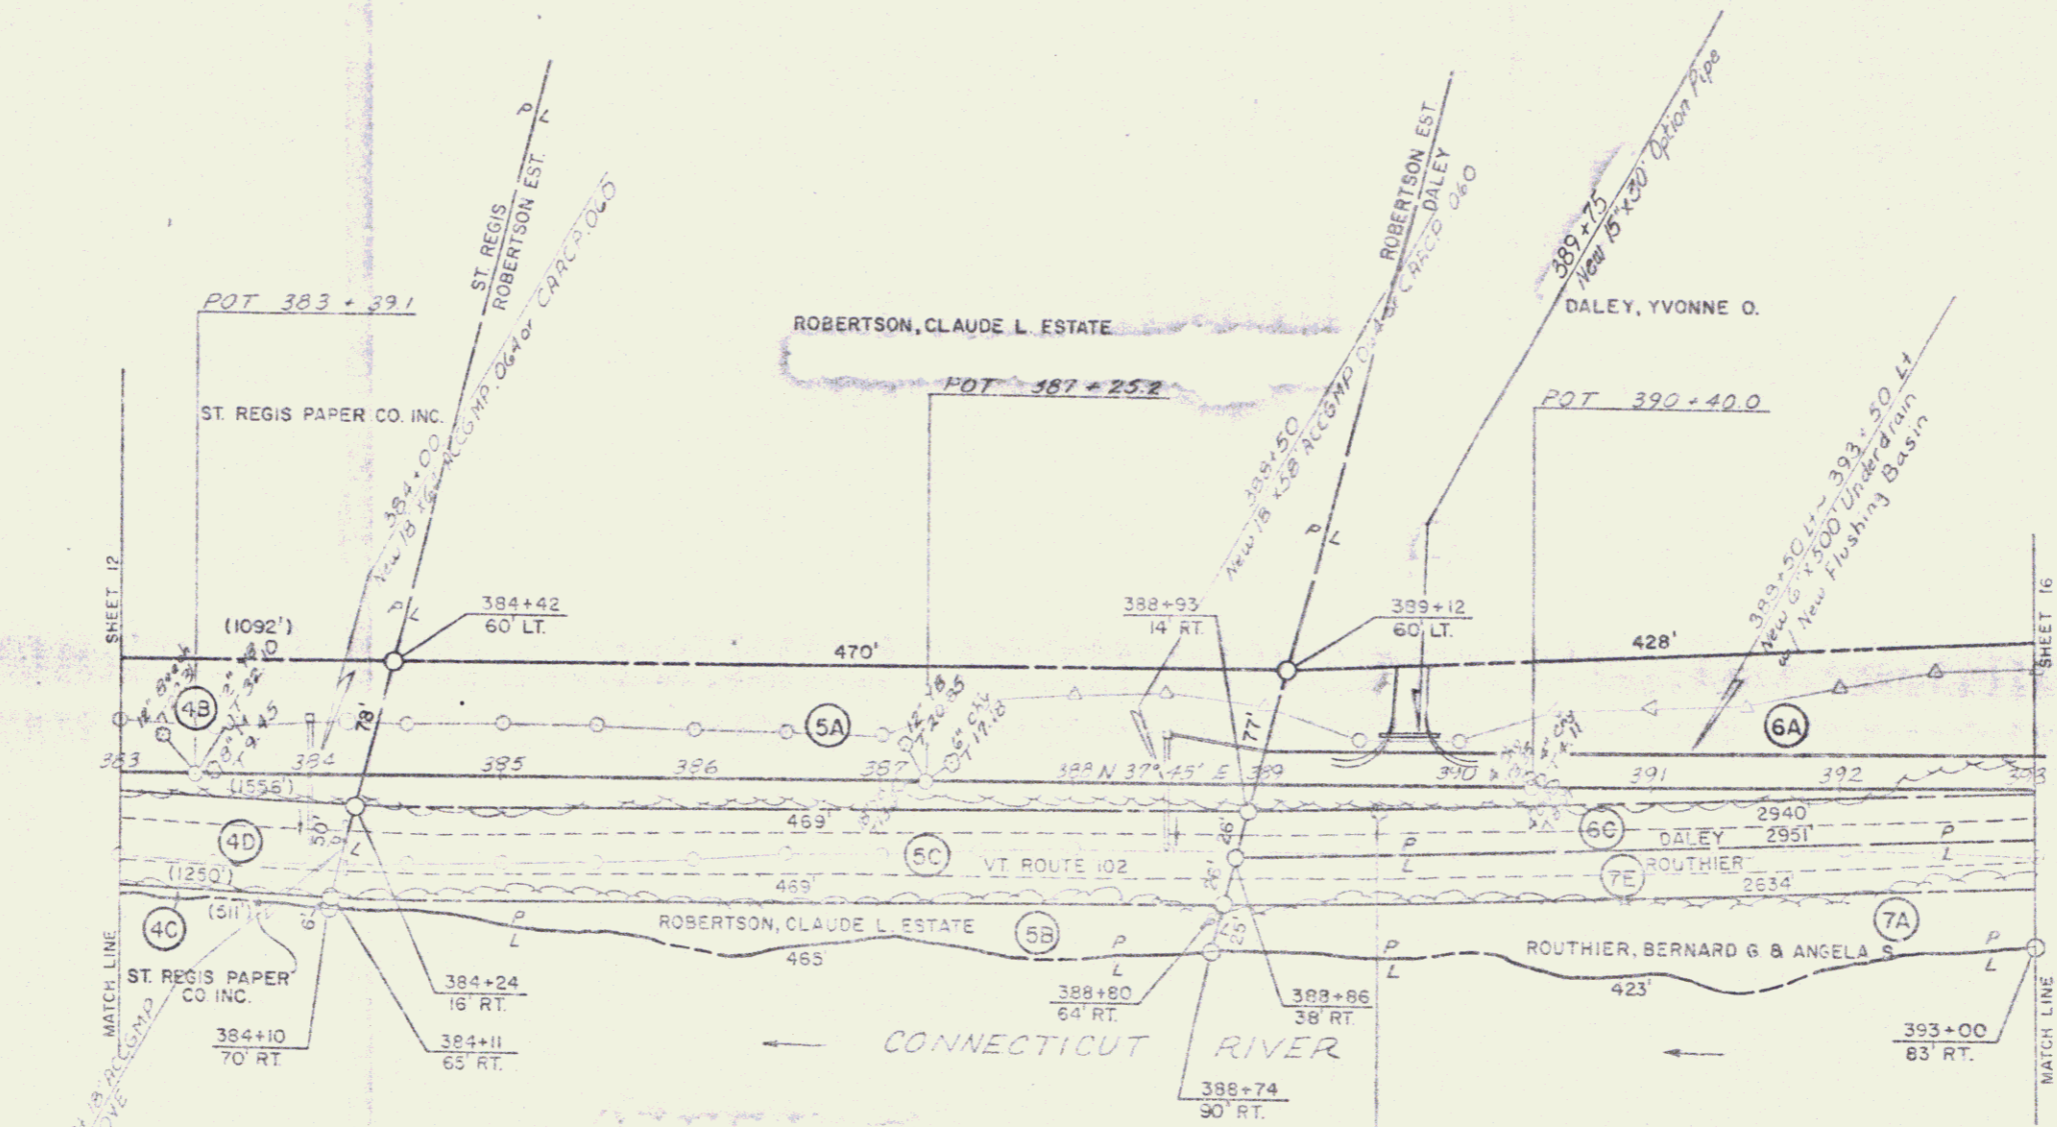 P
L
ST. REGIS
ROBERTSON EST.
384+00
ROBERTSON EST.
DALEY
388+50
389+75
New 15" x 30' Option Pipe
DALEY, YVONNE O.
POT 383 + 39.1
ROBERTSON, CLAUDE L. ESTATE
POT 387 + 25.2
POT 390 + 40.0
ST. REGIS PAPER CO. INC.
389+50 Lt ~ 393+50 Lt
New 6" x 500' Underdrain
w/ New Flushing Basin
P
L
P
L
SHEET 12
384+42
60' LT.
388+93
14' RT.
389+12
60' LT.
SHEET 16
(1092')
470'
428'
4B
78'
5A
77'
6A
383 384 385 386 387 388 N 37° 45' E 389 390 391 392 393
(1556')
469'
2940'
50'
26'
6C
DALEY
2951'
P
L
P
L
P
L
4D
5C
VT. ROUTE 102
ROUTHIER
7E
2634'
26'
(1250')
469'
(511')
6'
4C
P
L
ROBERTSON, CLAUDE L. ESTATE
5B
25'
7A
465'
P
L
P
L
ROUTHIER, BERNARD G. & ANGELA S.
P
L
423'
ST. REGIS PAPER
CO. INC.
384+24
16' RT.
388+80
64' RT.
388+86
38' RT.
MATCH LINE
384+10
70' RT.
384+11
65' RT.
CONNECTICUT RIVER
393+00
83' RT.
MATCH LINE
388+74
90' RT.
18" ACCGMP